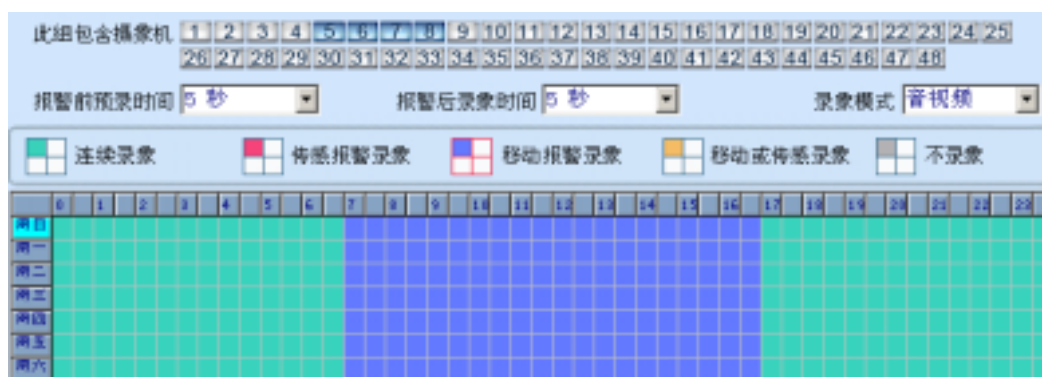 此组包含摄象机 1 2 3 4 5 6 7 8 9 10 11 12 13 14 15 16 17 18 19 20 21 22 23 24 25
26 27 28 29 30 31 32 33 34 35 36 37 38 39 40 41 42 43 44 45 46 47 48
报警前预录时间 5 秒 报警后录象时间 5 秒 录象模式 音视频
连续录象 传感报警录象 移动报警录象 移动或传感录象 不录象
0 1 2 3 4 5 6 7 8 9 10 11 12 13 14 15 16 17 18 19 20 21 22 23
周日
周一
周二
周三
周四
周五
周六